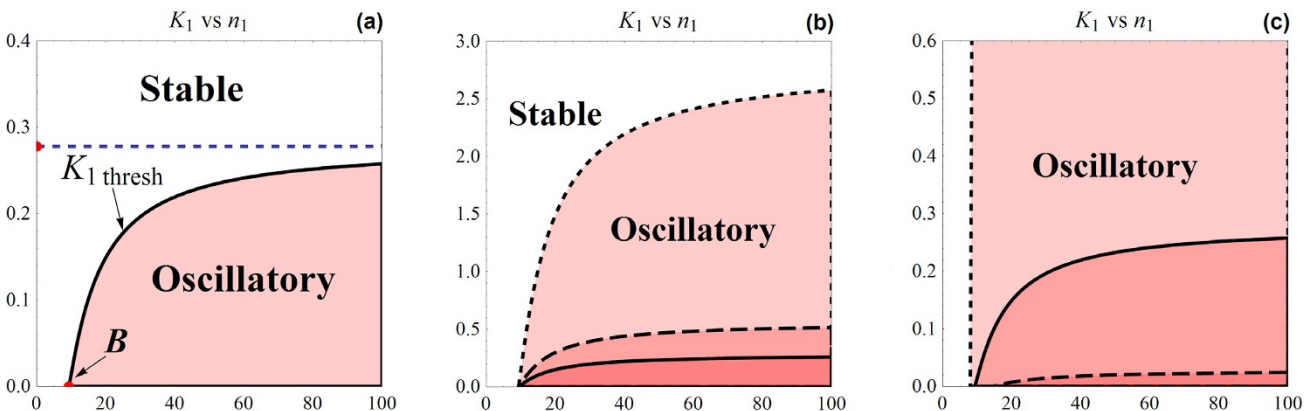 K₁ vs n₁ (a)
0.4
Stable
0.3
K₁ thresh
0.2
Oscillatory
0.1
B
0.0
0 20 40 60 80 100
K₁ vs n₁ (b)
3.0
2.5
Stable
2.0
1.5
Oscillatory
1.0
0.5
0.0
0 20 40 60 80 100
K₁ vs n₁ (c)
0.6
0.5
0.4
Oscillatory
0.3
0.2
0.1
0.0
0 20 40 60 80 100